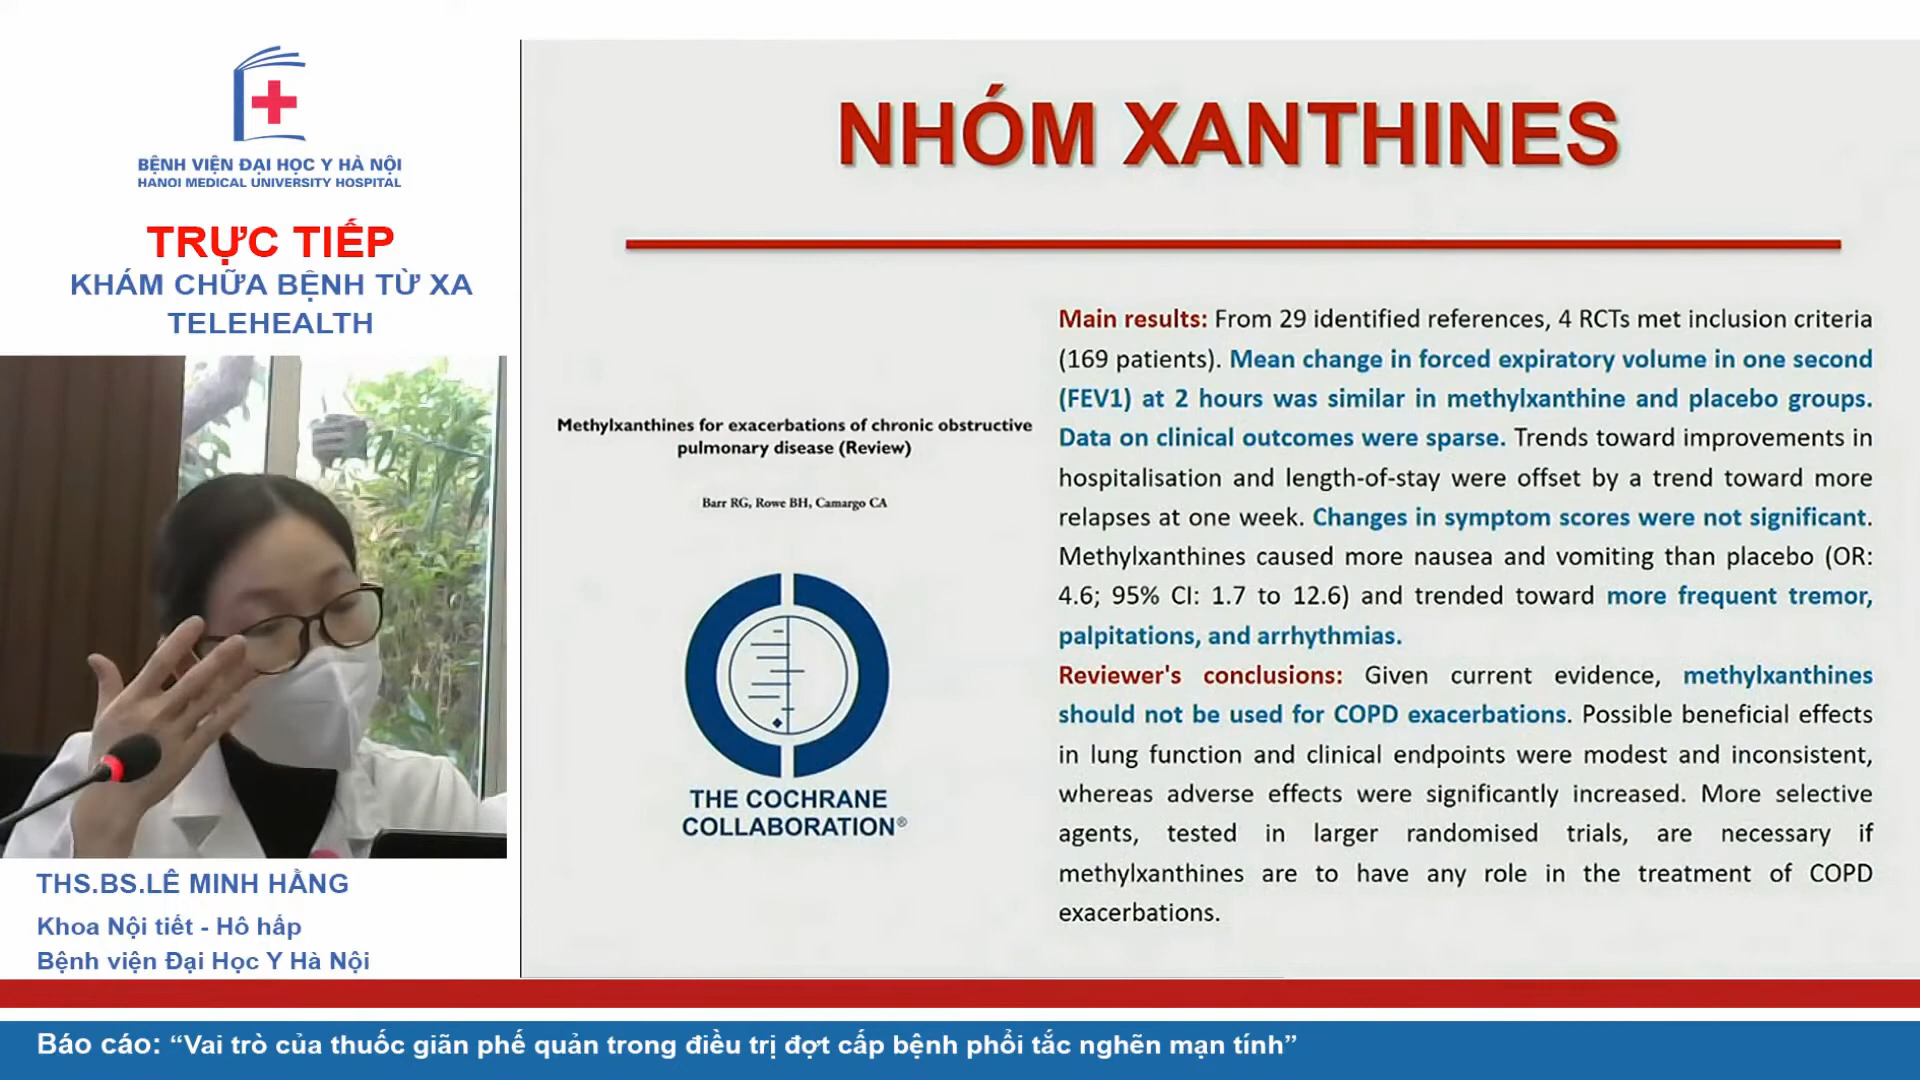 BỆNH VIỆN ĐẠI HỌC Y HÀ NỘI
HANOI MEDICAL UNIVERSITY HOSPITAL
TRỰC TIẾP
KHÁM CHỮA BỆNH TỪ XA
TELEHEALTH
THS.BS.LÊ MINH HẰNG
Khoa Nội tiết - Hô hấp
Bệnh viện Đại Học Y Hà Nội
NHÓM XANTHINES
Methylxanthines for exacerbations of chronic obstructive
pulmonary disease (Review)
Barr RG, Rowe BH, Camargo CA
THE COCHRANE
COLLABORATION®
Main results: From 29 identified references, 4 RCTs met inclusion criteria
(169 patients). Mean change in forced expiratory volume in one second
(FEV1) at 2 hours was similar in methylxanthine and placebo groups.
Data on clinical outcomes were sparse. Trends toward improvements in
hospitalisation and length-of-stay were offset by a trend toward more
relapses at one week. Changes in symptom scores were not significant.
Methylxanthines caused more nausea and vomiting than placebo (OR:
4.6; 95% CI: 1.7 to 12.6) and trended toward more frequent tremor,
palpitations, and arrhythmias.
Reviewer's conclusions: Given current evidence, methylxanthines
should not be used for COPD exacerbations. Possible beneficial effects
in lung function and clinical endpoints were modest and inconsistent,
whereas adverse effects were significantly increased. More selective
agents, tested in larger randomised trials, are necessary if
methylxanthines are to have any role in the treatment of COPD
exacerbations.
Báo cáo: “Vai trò của thuốc giãn phế quản trong điều trị đợt cấp bệnh phổi tắc nghẽn mạn tính”